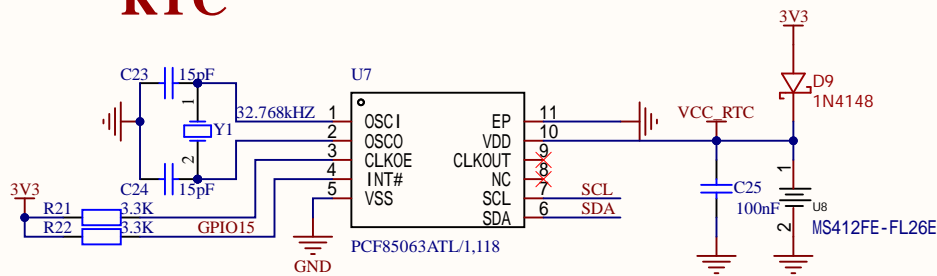 RTC
3V3
C23
15pF
U7
D9
1N4148
1
32.768kHZ
1
OSCI
EP
11
VCC_RTC
Y1
2
OSCO
VDD
10
3
CLKOE
CLKOUT
9
2
4
INT#
NC
8
1
C24
15pF
5
VSS
SCL
7
SCL
C25
3V3
R21
3.3K
SDA
6
SDA
100nF
U8
R22
3.3K
GPIO15
2
MS412FE-FL26E
PCF85063ATL/1,118
GND